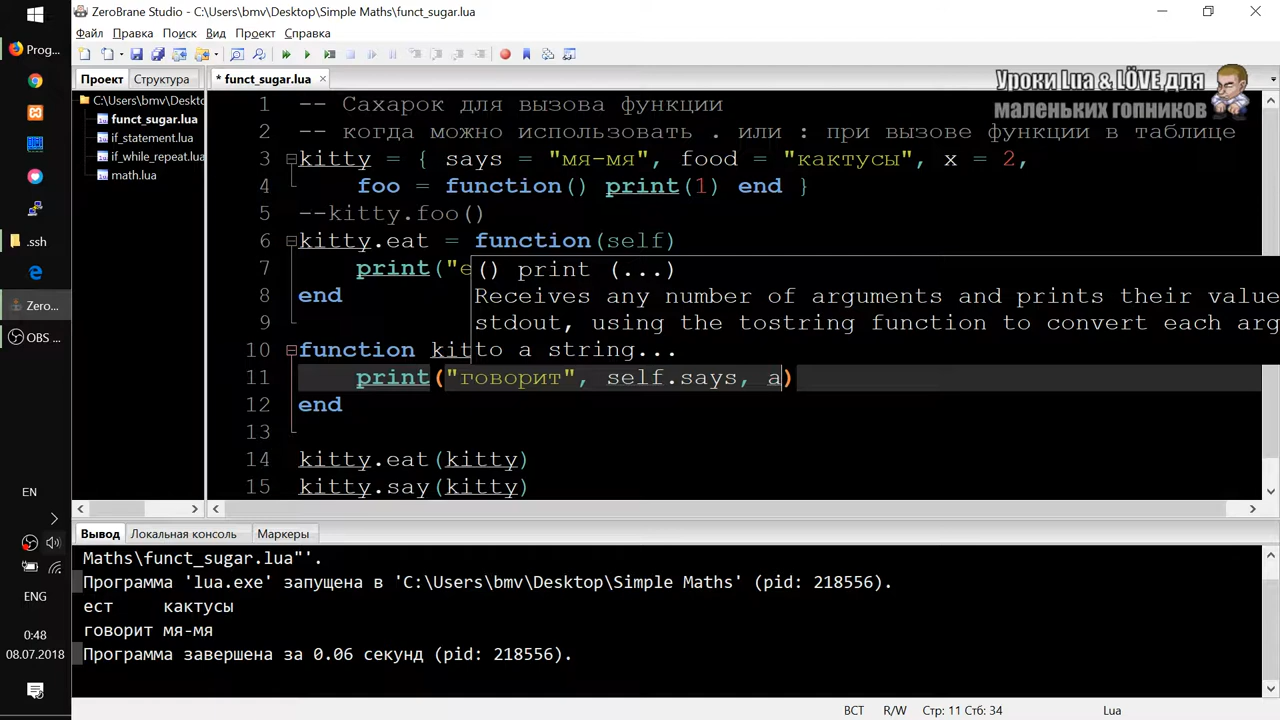 ZeroBrane Studio - C:\Users\bmv\Desktop\Simple Maths\funct_sugar.lua
Файл Правка Поиск Вид Проект Справка
Prog...
Проект Структура
* funct_sugar.lua
Уроки Lua & LÖVE для
маленьких гопников
C:\Users\bmv\Deskto
funct_sugar.lua
if_statement.lua
if_while_repeat.lua
math.lua
1 -- Сахарок для вызова функции
2 -- когда можно использовать . или : при вызове функции в таблице
3 kitty = { says = "мя-мя", food = "кактусы", x = 2,
4 foo = function() print(1) end }
5 --kitty.foo()
6 kitty.eat = function(self)
7 print("е
8 end
9
10 function kit
11 print("говорит", self.says, a)
12 end
13
14 kitty.eat(kitty)
15 kitty.say(kitty)
() print (...)
Receives any number of arguments and prints their value
stdout, using the tostring function to convert each arg
to a string...
.ssh
Zero...
OBS ...
EN
ENG
0:48
08.07.2018
Вывод Локальная консоль Маркеры
Maths\funct_sugar.lua"'.
Программа 'lua.exe' запущена в 'C:\Users\bmv\Desktop\Simple Maths' (pid: 218556).
ест кактусы
говорит мя-мя
Программа завершена за 0.06 секунд (pid: 218556).
ВСТ R/W Стр: 11 Стб: 34 Lua